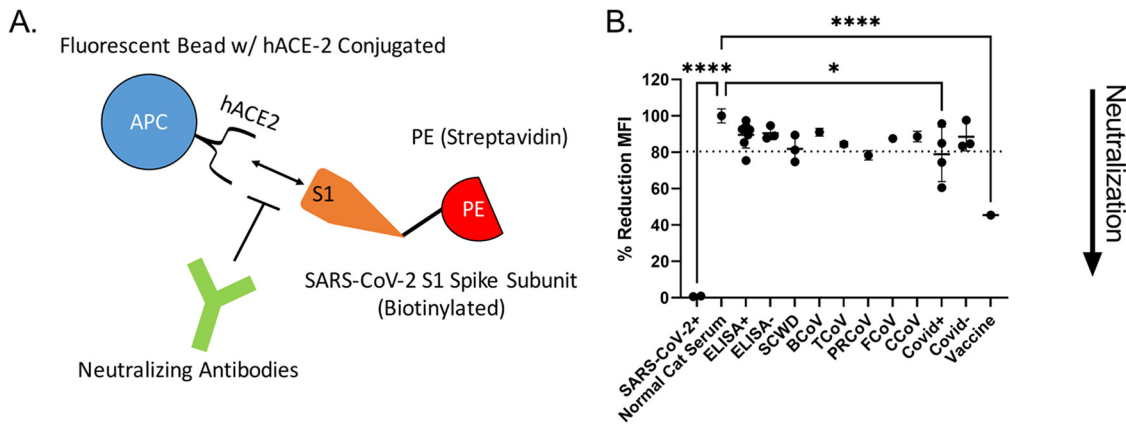 A.
Fluorescent Bead w/ hACE-2 Conjugated
APC
hACE2
PE (Streptavidin)
S1
PE
SARS-CoV-2 S1 Spike Subunit
(Biotinylated)
Neutralizing Antibodies
B.
****
****
*
% Reduction MFI
120
100
80
60
40
20
0
SARS-CoV-2+
Normal Cat Serum
ELISA+
ELISA-
SCWD
BCoV
TCoV
PRCoV
FCoV
CCoV
Covid+
Covid-
Vaccine
Neutralization